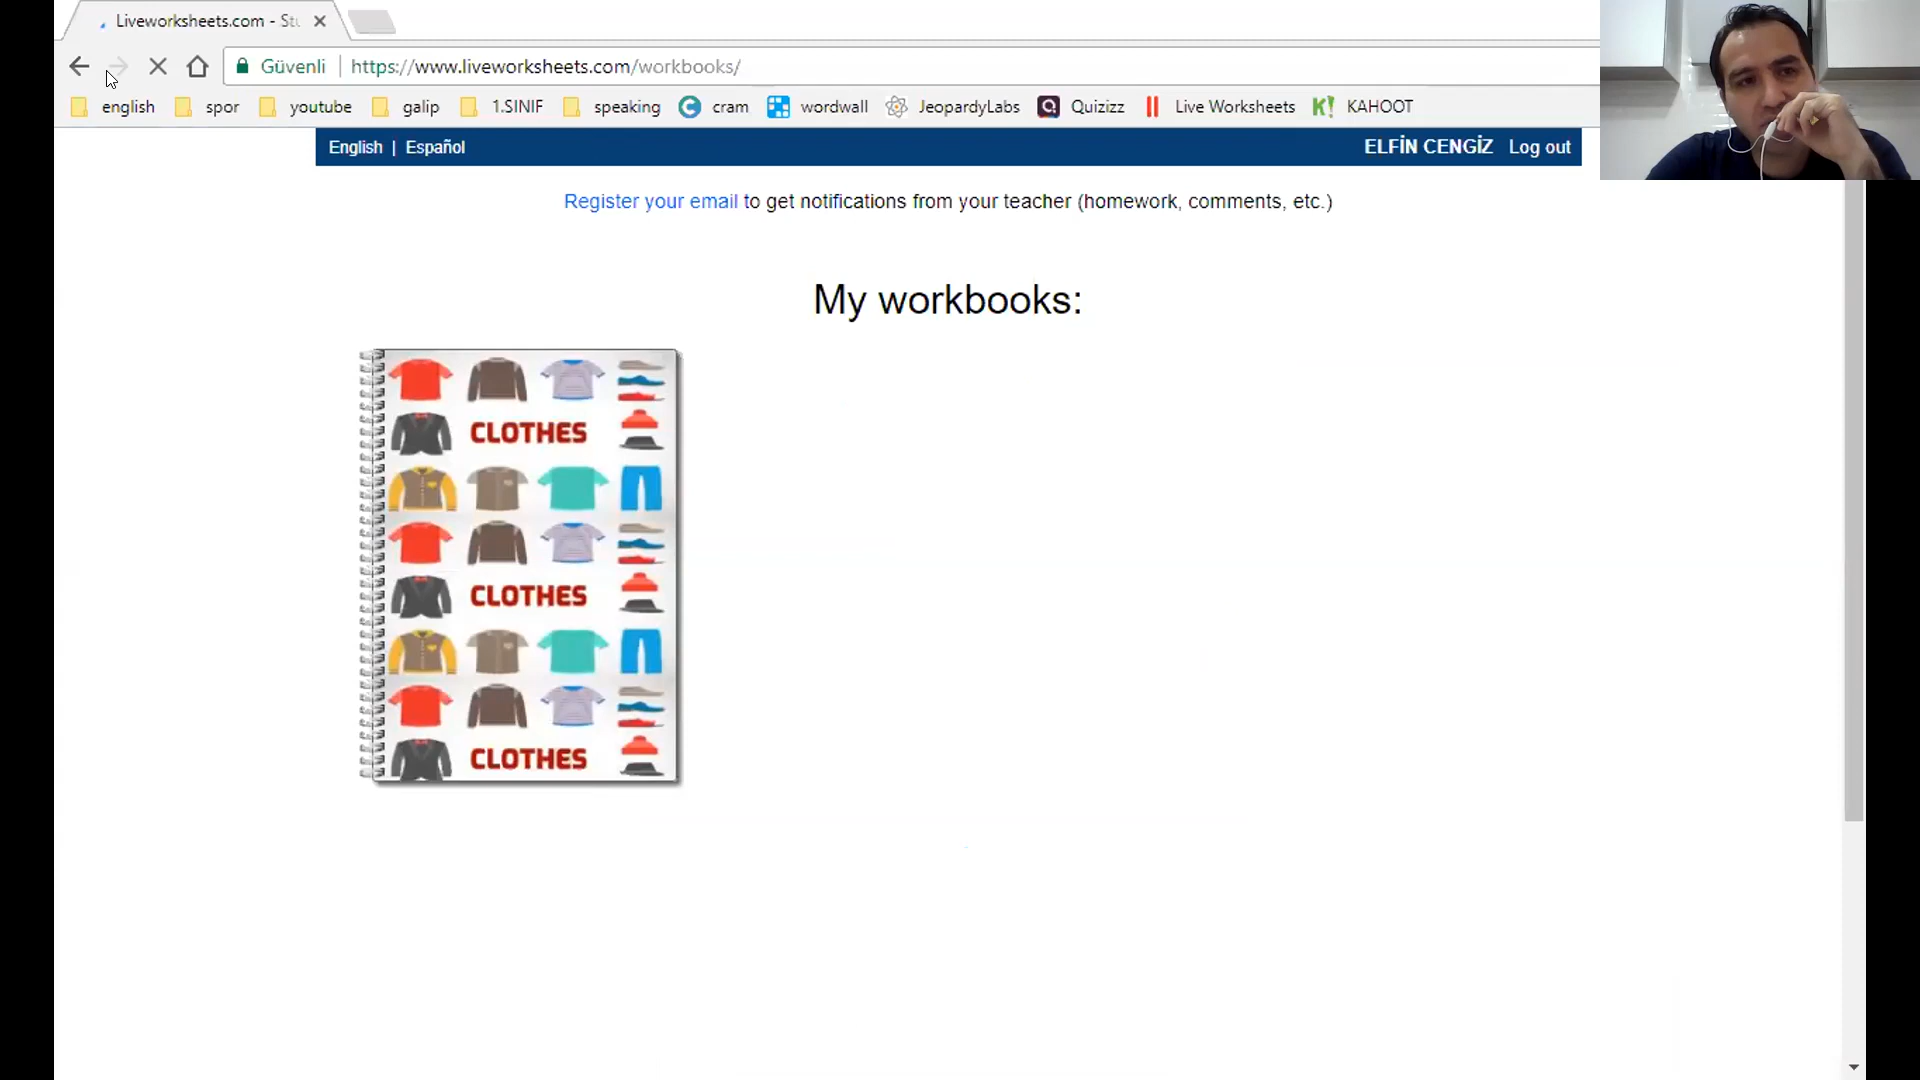 Liveworksheets.com - Stu
Güvenli | https://www.liveworksheets.com/workbooks/
english spor youtube galip 1.SINIF speaking cram wordwall JeopardyLabs Quizizz Live Worksheets K! KAHOOT
English | Español ELFİN CENGİZ Log out
Register your email to get notifications from your teacher (homework, comments, etc.)
My workbooks:
CLOTHES
CLOTHES
CLOTHES